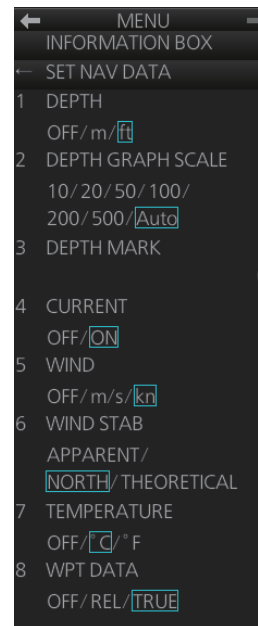 ← MENU
INFORMATION BOX
← SET NAV DATA
1 DEPTH
OFF/m/ft
2 DEPTH GRAPH SCALE
10/20/50/100/
200/500/Auto
3 DEPTH MARK
4 CURRENT
OFF/ON
5 WIND
OFF/m/s/kn
6 WIND STAB
APPARENT/
NORTH/THEORETICAL
7 TEMPERATURE
OFF/°C/°F
8 WPT DATA
OFF/REL/TRUE